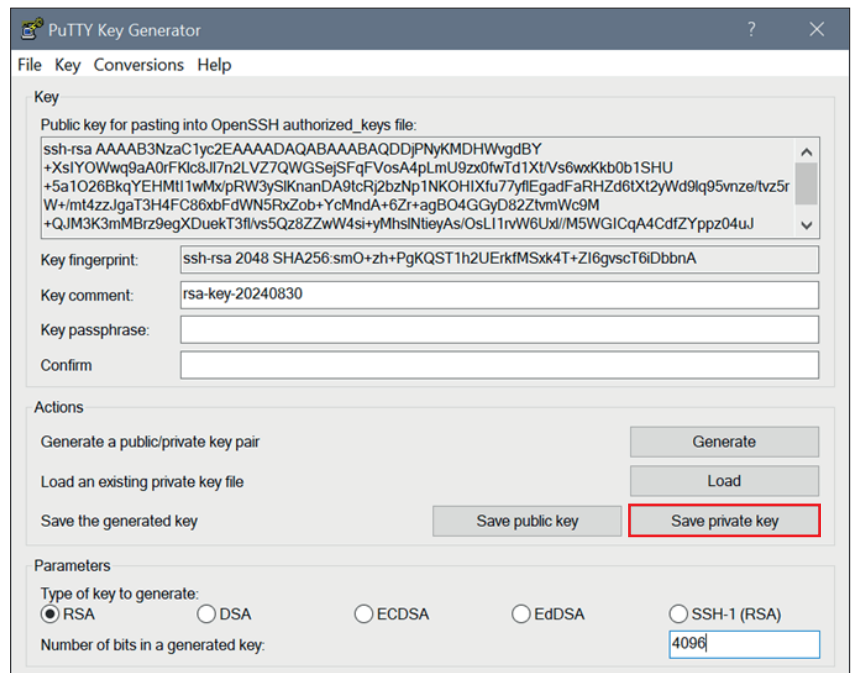 PuTTY Key Generator
File Key Conversions Help
Key
Public key for pasting into OpenSSH authorized_keys file:
ssh-rsa AAAAB3NzaC1yc2EAAAADAQABAAABAQDDjPNyKMDHWvgdBY
+XsIYOWwq9aA0rFKlc8Jl7n2LVZ7QWGSejSFqFVosA4pLmU9zx0fwTd1Xt/Vs6wxKkb0b1SHU
+5a1O26BkqYEHMtI1wMx/pRW3ySlKnanDA9tcRj2bzNp1NKOHIXfu77yflEgadFaRHZd6tXt2yWd9lq95vnze/tvz5r
W+/mt4zzJgaT3H4FC86xbFdWN5RxZob+YcMndA+6Zr+agBO4GGyD82ZtvmWc9M
+QJM3K3mMBrz9egXDuekT3fl/vs5Qz8ZZwW4si+yMhslNtieyAs/OsLI1rvW6Uxl//M5WGICqA4CdfZYppz04uJ
Key fingerprint: ssh-rsa 2048 SHA256:smO+zh+PgKQST1h2UErkfMSxk4T+ZI6gvscT6iDbbnA
Key comment: rsa-key-20240830
Key passphrase:
Confirm
Actions
Generate a public/private key pair Generate
Load an existing private key file Load
Save the generated key Save public key Save private key
Parameters
Type of key to generate:
RSA DSA ECDSA EdDSA SSH-1 (RSA)
Number of bits in a generated key: 4096